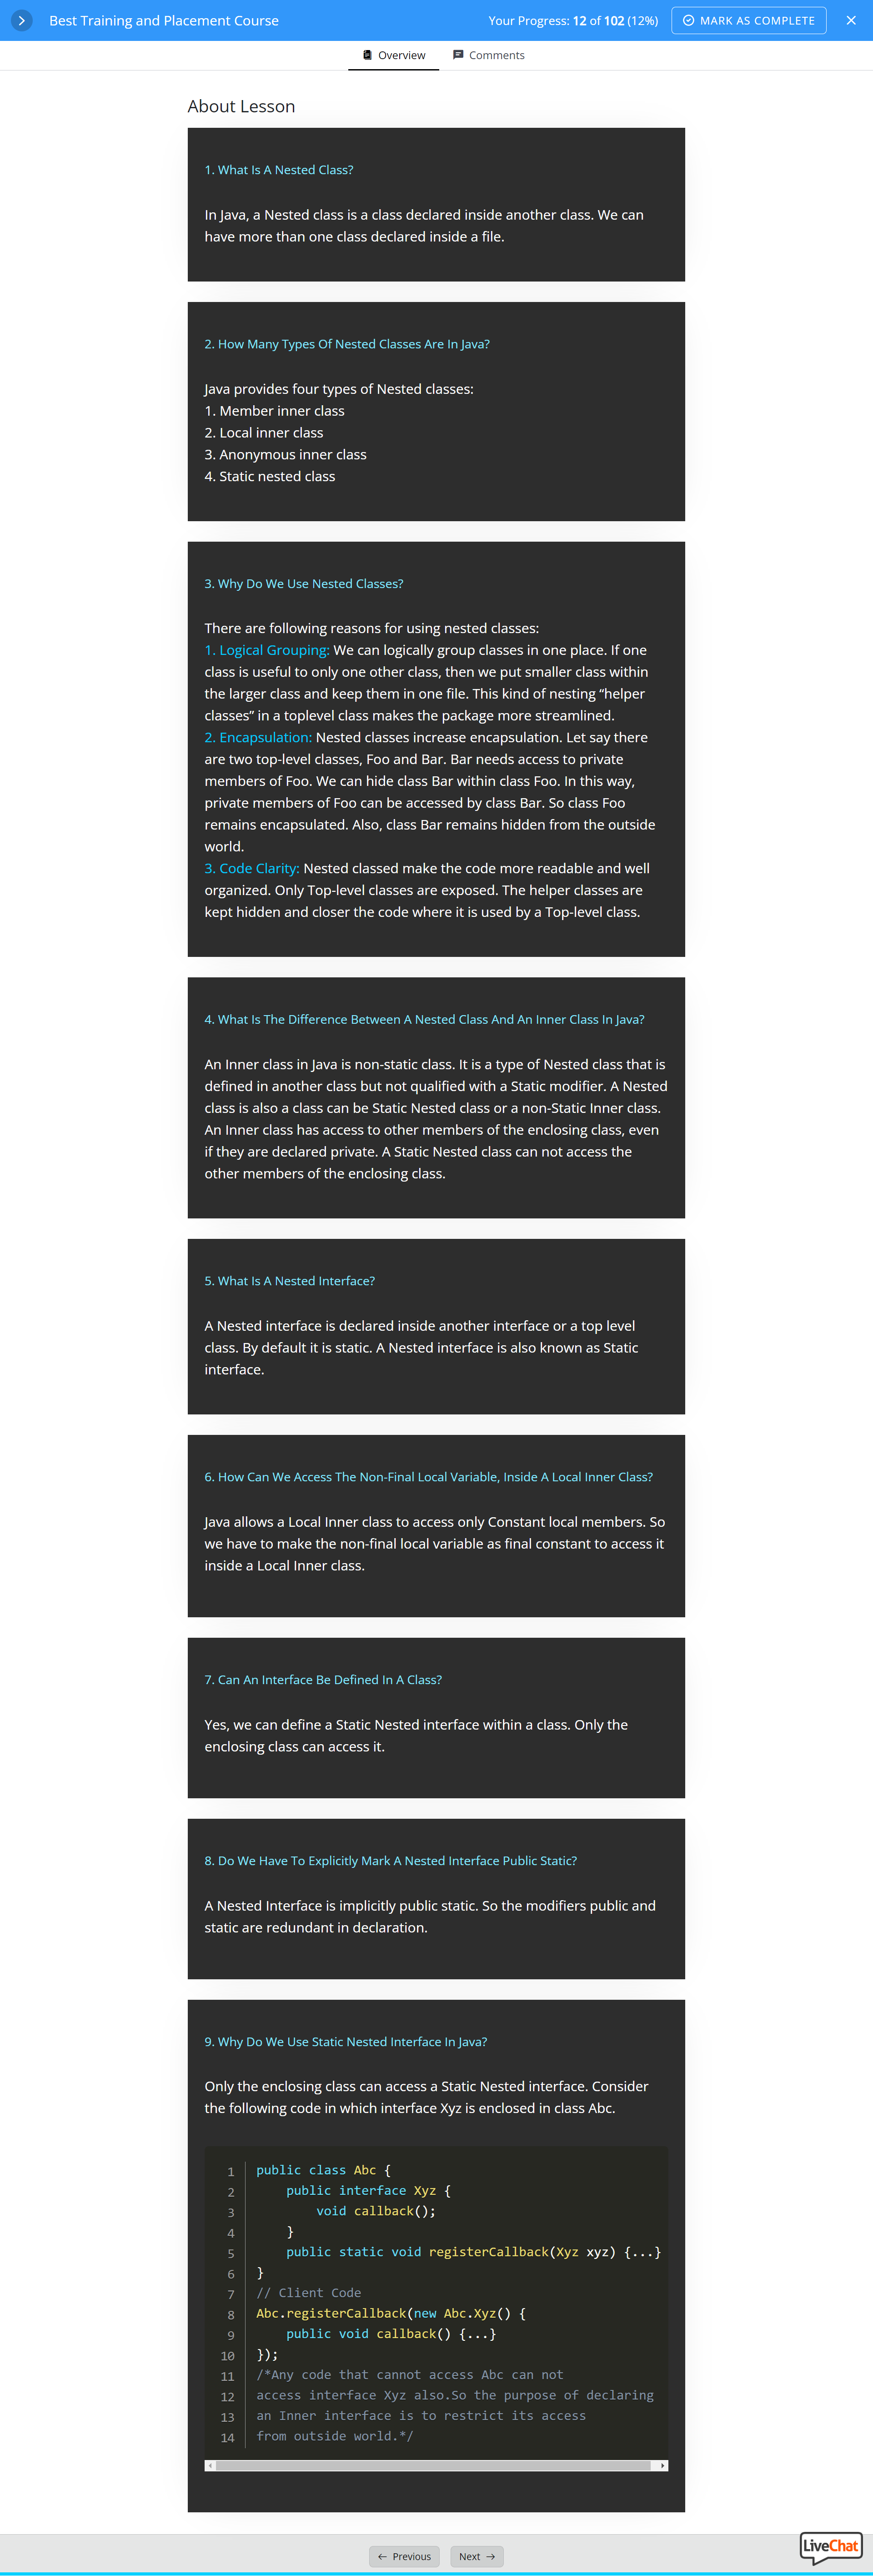 Best Training and Placement Course
Your Progress: 12 of 102 (12%)
MARK AS COMPLETE
Overview
Comments
About Lesson
1. What Is A Nested Class?
In Java, a Nested class is a class declared inside another class. We can
have more than one class declared inside a file.
2. How Many Types Of Nested Classes Are In Java?
Java provides four types of Nested classes:
1. Member inner class
2. Local inner class
3. Anonymous inner class
4. Static nested class
3. Why Do We Use Nested Classes?
There are following reasons for using nested classes:
1. Logical Grouping: We can logically group classes in one place. If one
class is useful to only one other class, then we put smaller class within
the larger class and keep them in one file. This kind of nesting “helper
classes” in a toplevel class makes the package more streamlined.
2. Encapsulation: Nested classes increase encapsulation. Let say there
are two top-level classes, Foo and Bar. Bar needs access to private
members of Foo. We can hide class Bar within class Foo. In this way,
private members of Foo can be accessed by class Bar. So class Foo
remains encapsulated. Also, class Bar remains hidden from the outside
world.
3. Code Clarity: Nested classed make the code more readable and well
organized. Only Top-level classes are exposed. The helper classes are
kept hidden and closer the code where it is used by a Top-level class.
4. What Is The Difference Between A Nested Class And An Inner Class In Java?
An Inner class in Java is non-static class. It is a type of Nested class that is
defined in another class but not qualified with a Static modifier. A Nested
class is also a class can be Static Nested class or a non-Static Inner class.
An Inner class has access to other members of the enclosing class, even
if they are declared private. A Static Nested class can not access the
other members of the enclosing class.
5. What Is A Nested Interface?
A Nested interface is declared inside another interface or a top level
class. By default it is static. A Nested interface is also known as Static
interface.
6. How Can We Access The Non-Final Local Variable, Inside A Local Inner Class?
Java allows a Local Inner class to access only Constant local members. So
we have to make the non-final local variable as final constant to access it
inside a Local Inner class.
7. Can An Interface Be Defined In A Class?
Yes, we can define a Static Nested interface within a class. Only the
enclosing class can access it.
8. Do We Have To Explicitly Mark A Nested Interface Public Static?
A Nested Interface is implicitly public static. So the modifiers public and
static are redundant in declaration.
9. Why Do We Use Static Nested Interface In Java?
Only the enclosing class can access a Static Nested interface. Consider
the following code in which interface Xyz is enclosed in class Abc.
1 public class Abc {
2     public interface Xyz {
3         void callback();
4     }
5     public static void registerCallback(Xyz xyz) {...}
6 }
7 // Client Code
8 Abc.registerCallback(new Abc.Xyz() {
9     public void callback() {...}
10 });
11 /*Any code that cannot access Abc can not
12 access interface Xyz also.So the purpose of declaring
13 an Inner interface is to restrict its access
14 from outside world.*/
Previous
Next
LiveChat